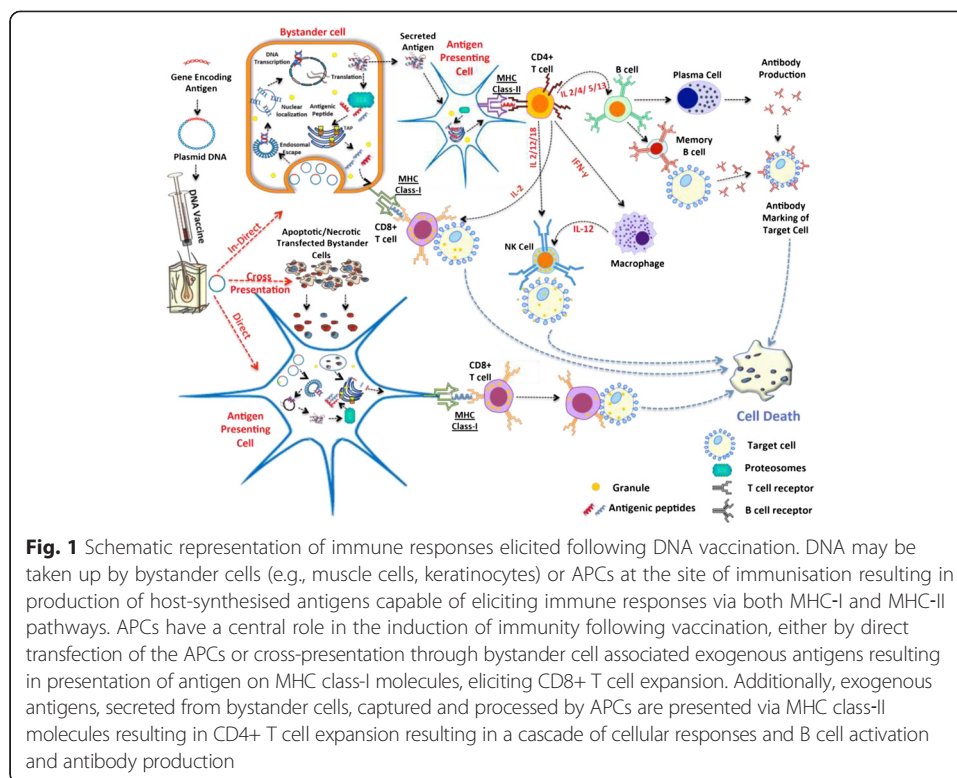 Bystander cell
DNA
Transcription
Translation
Nuclear
localization
Antigenic
Peptide
TAP
Endosomal
Escape
Gene Encoding
Antigen
Plasmid DNA
DNA Vaccine
Secreted
Antigen
Antigen
Presenting
Cell
MHC
Class-II
CD4+
T cell
IL 2/4/ 5/13
B cell
Plasma Cell
Antibody
Production
Memory
B cell
Antibody
Marking of
Target Cell
IL 2/12/18
IFN-γ
IL-2
MHC
Class-I
CD8+
T cell
NK Cell
IL-12
Macrophage
In-Direct
Cross
Presentation
Direct
Apoptotic/Necrotic
Transfected Bystander
Cells
Antigen
Presenting
Cell
CD8+
T cell
MHC
Class-I
Cell Death
Target cell
Proteosomes
T cell receptor
B cell receptor
Granule
Antigenic peptides
Fig. 1 Schematic representation of immune responses elicited following DNA vaccination. DNA may be
taken up by bystander cells (e.g., muscle cells, keratinocytes) or APCs at the site of immunisation resulting in
production of host-synthesised antigens capable of eliciting immune responses via both MHC-I and MHC-II
pathways. APCs have a central role in the induction of immunity following vaccination, either by direct
transfection of the APCs or cross-presentation through bystander cell associated exogenous antigens resulting
in presentation of antigen on MHC class-I molecules, eliciting CD8+ T cell expansion. Additionally, exogenous
antigens, secreted from bystander cells, captured and processed by APCs are presented via MHC class-II
molecules resulting in CD4+ T cell expansion resulting in a cascade of cellular responses and B cell activation
and antibody production